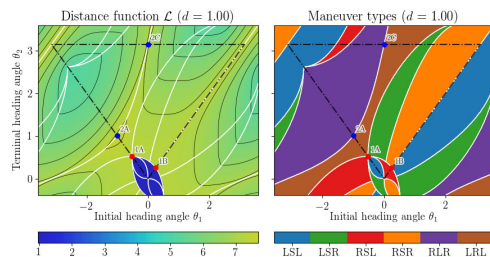 Distance function ℒ (d = 1.00)
Maneuver types (d = 1.00)
Terminal heading angle θ₂
3
2
1
0
2C
2A
1A
1B
2C
2A
1A
1B
−2
0
2
−2
0
2
Initial heading angle θ₁
Initial heading angle θ₁
1
2
3
4
5
6
7
LSL
LSR
RSL
RSR
RLR
LRL